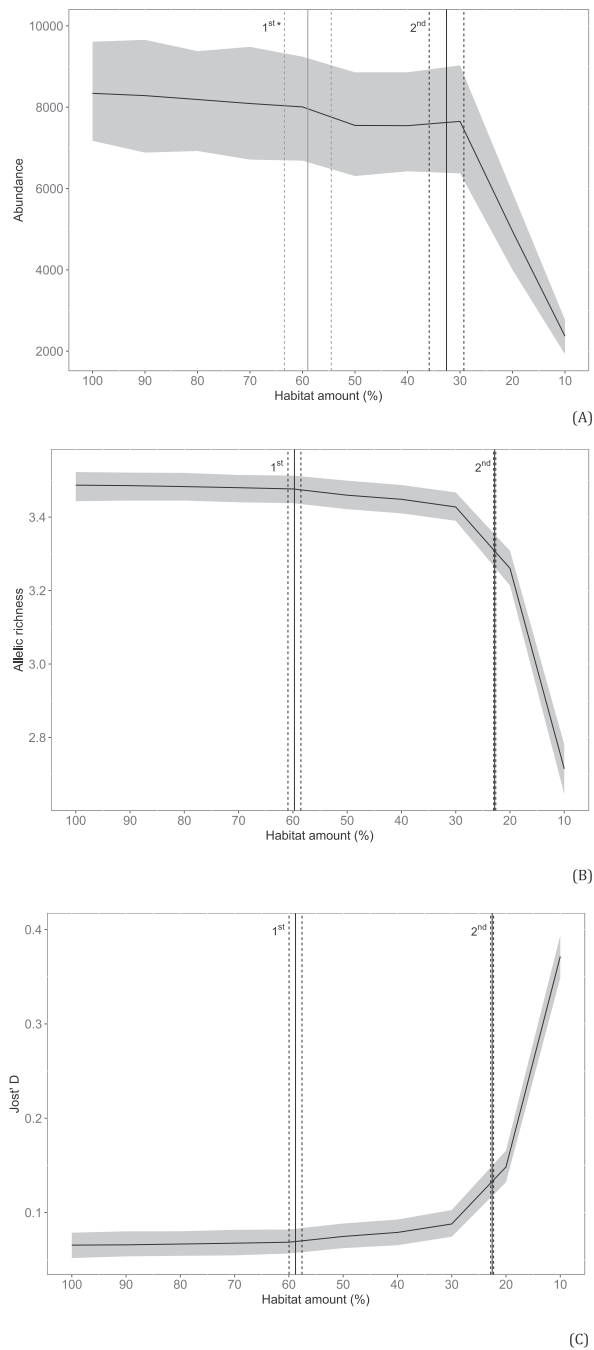 10000
8000
6000
4000
2000
Abundance
1st *
2nd
100 90 80 70 60 50 40 30 20 10
Habitat amount (%)
(A)
3.4
3.2
3.0
2.8
Allelic richness
1st
2nd
100 90 80 70 60 50 40 30 20 10
Habitat amount (%)
(B)
0.4
0.3
0.2
0.1
Jost' D
1st
2nd
100 90 80 70 60 50 40 30 20 10
Habitat amount (%)
(C)